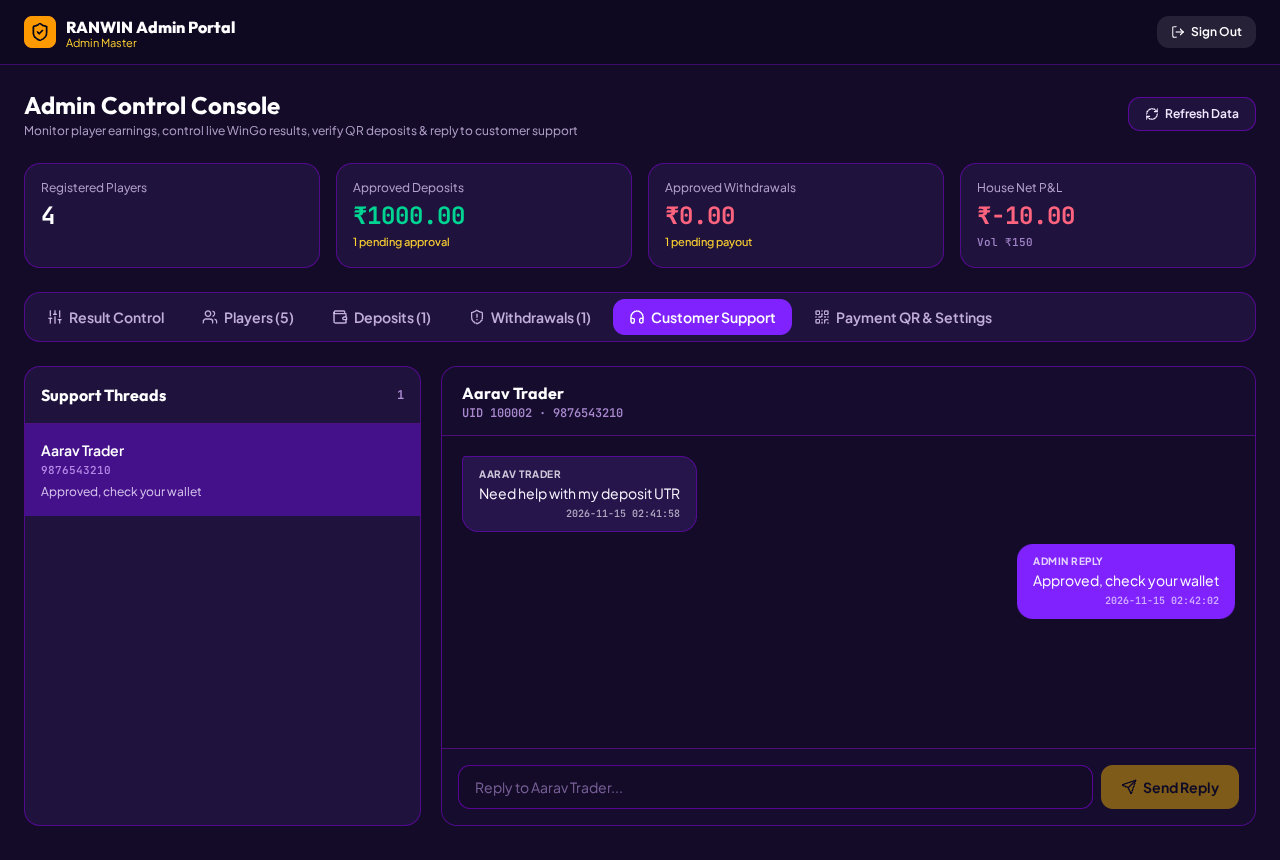 RANWIN Admin Portal
Admin Master
Sign Out
Admin Control Console
Monitor player earnings, control live WinGo results, verify QR deposits & reply to customer support
Refresh Data
Registered Players
4
Approved Deposits
₹1000.00
1 pending approval
Approved Withdrawals
₹0.00
1 pending payout
House Net P&L
₹-10.00
Vol ₹150
Result Control
Players (5)
Deposits (1)
Withdrawals (1)
Customer Support
Payment QR & Settings
Support Threads
1
Aarav Trader
9876543210
Approved, check your wallet
Aarav Trader
UID 100002 · 9876543210
AARAV TRADER
Need help with my deposit UTR
2026-11-15 02:41:58
ADMIN REPLY
Approved, check your wallet
2026-11-15 02:42:02
Reply to Aarav Trader...
Send Reply